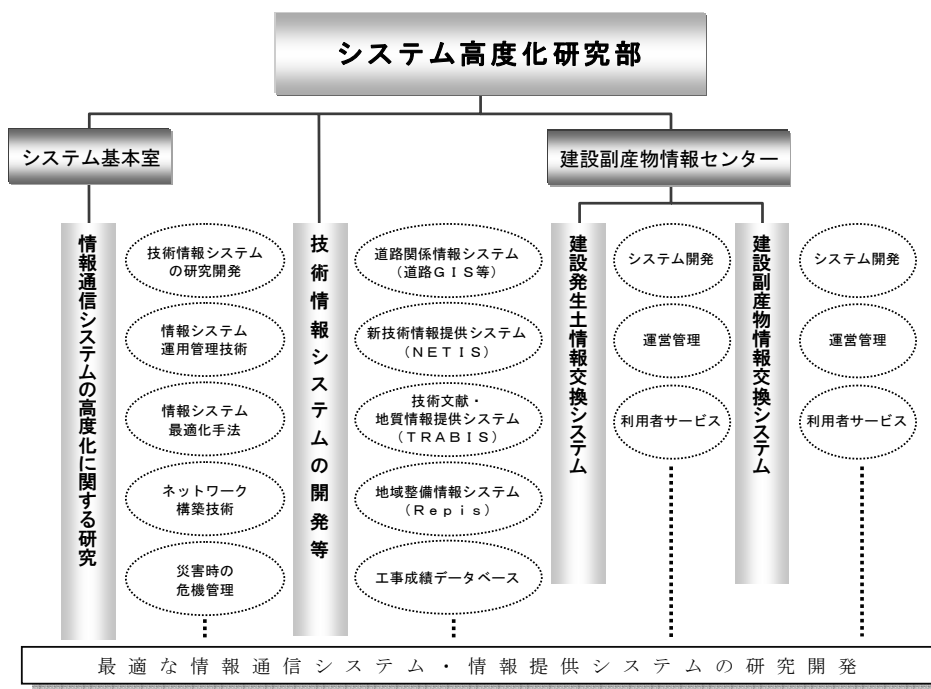 システム高度化研究部
システム基本室
建設副産物情報センター
情報通信システムの高度化に関する研究
技術情報システム
の研究開発
情報システム
運用管理技術
情報システム
最適化手法
ネットワーク
構築技術
災害時の
危機管理
技術情報システムの開発等
道路関係情報システム
（道路ＧＩＳ等）
新技術情報提供システム
（ＮＥＴＩＳ）
技術文献・
地質情報提供システム
（ＴＲＡＢＩＳ）
地域整備情報システム
（Ｒｅｐｉｓ）
工事成績データベース
建設発生土情報交換システム
システム開発
運営管理
利用者サービス
建設副産物情報交換システム
システム開発
運営管理
利用者サービス
最適な情報通信システム・情報提供システムの研究開発